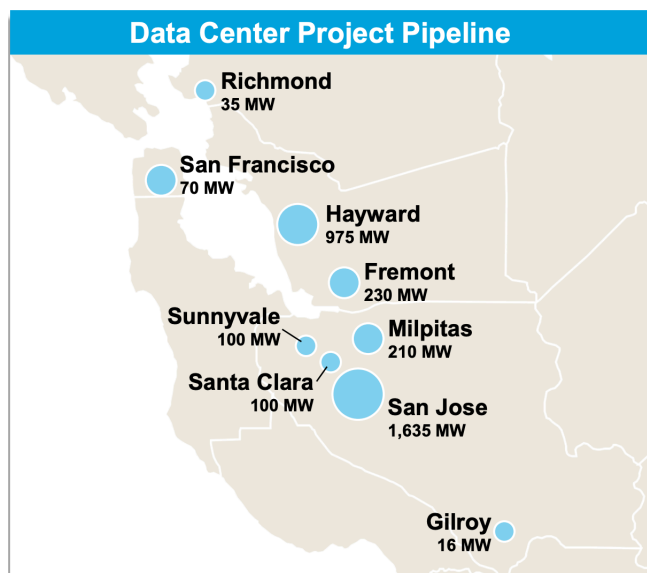 Data Center Project Pipeline
Richmond
35 MW
San Francisco
70 MW
Hayward
975 MW
Fremont
230 MW
Sunnyvale
100 MW
Milpitas
210 MW
Santa Clara
100 MW
San Jose
1,635 MW
Gilroy
16 MW